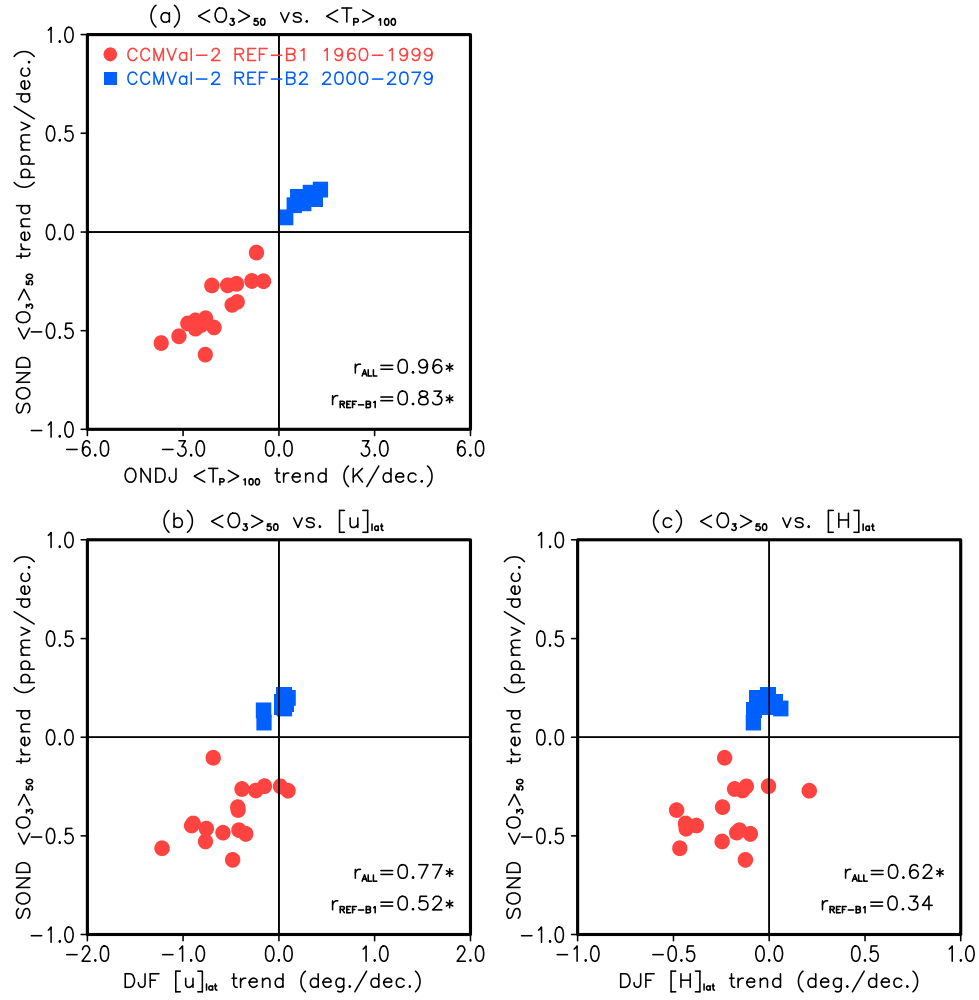 (a) <O₃>₅₀ vs. <Tₚ>₁₀₀
CCMVal-2 REF-B1 1960-1999
CCMVal-2 REF-B2 2000-2079
SOND <O₃>₅₀ trend (ppmv/dec.)
1.0
0.5
0.0
-0.5
-1.0
r_ALL=0.96*
r_REF-B1=0.83*
-6.0 -3.0 0.0 3.0 6.0
ONDJ <Tₚ>₁₀₀ trend (K/dec.)
(b) <O₃>₅₀ vs. [u]_lat
SOND <O₃>₅₀ trend (ppmv/dec.)
1.0
0.5
0.0
-0.5
-1.0
r_ALL=0.77*
r_REF-B1=0.52*
-2.0 -1.0 0.0 1.0 2.0
DJF [u]_lat trend (deg./dec.)
(c) <O₃>₅₀ vs. [H]_lat
SOND <O₃>₅₀ trend (ppmv/dec.)
1.0
0.5
0.0
-0.5
-1.0
r_ALL=0.62*
r_REF-B1=0.34
-1.0 -0.5 0.0 0.5 1.0
DJF [H]_lat trend (deg./dec.)